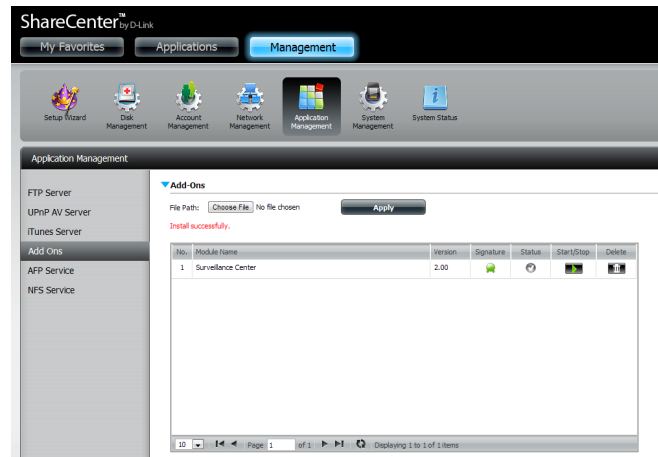 ShareCenter™ by D-Link
My Favorites Applications Management
Setup Wizard Disk Management Account Management Network Management Application Management System Management System Status
Application Management
FTP Server
UPnP AV Server
iTunes Server
Add Ons
AFP Service
NFS Service
Add-Ons
File Path: Choose File No file chosen Apply
Install successfully.
No. Module Name Version Signature Status Start/Stop Delete
1 Surveillance Center 2.00
10 Page 1 of 1 Displaying 1 to 1 of 1 items